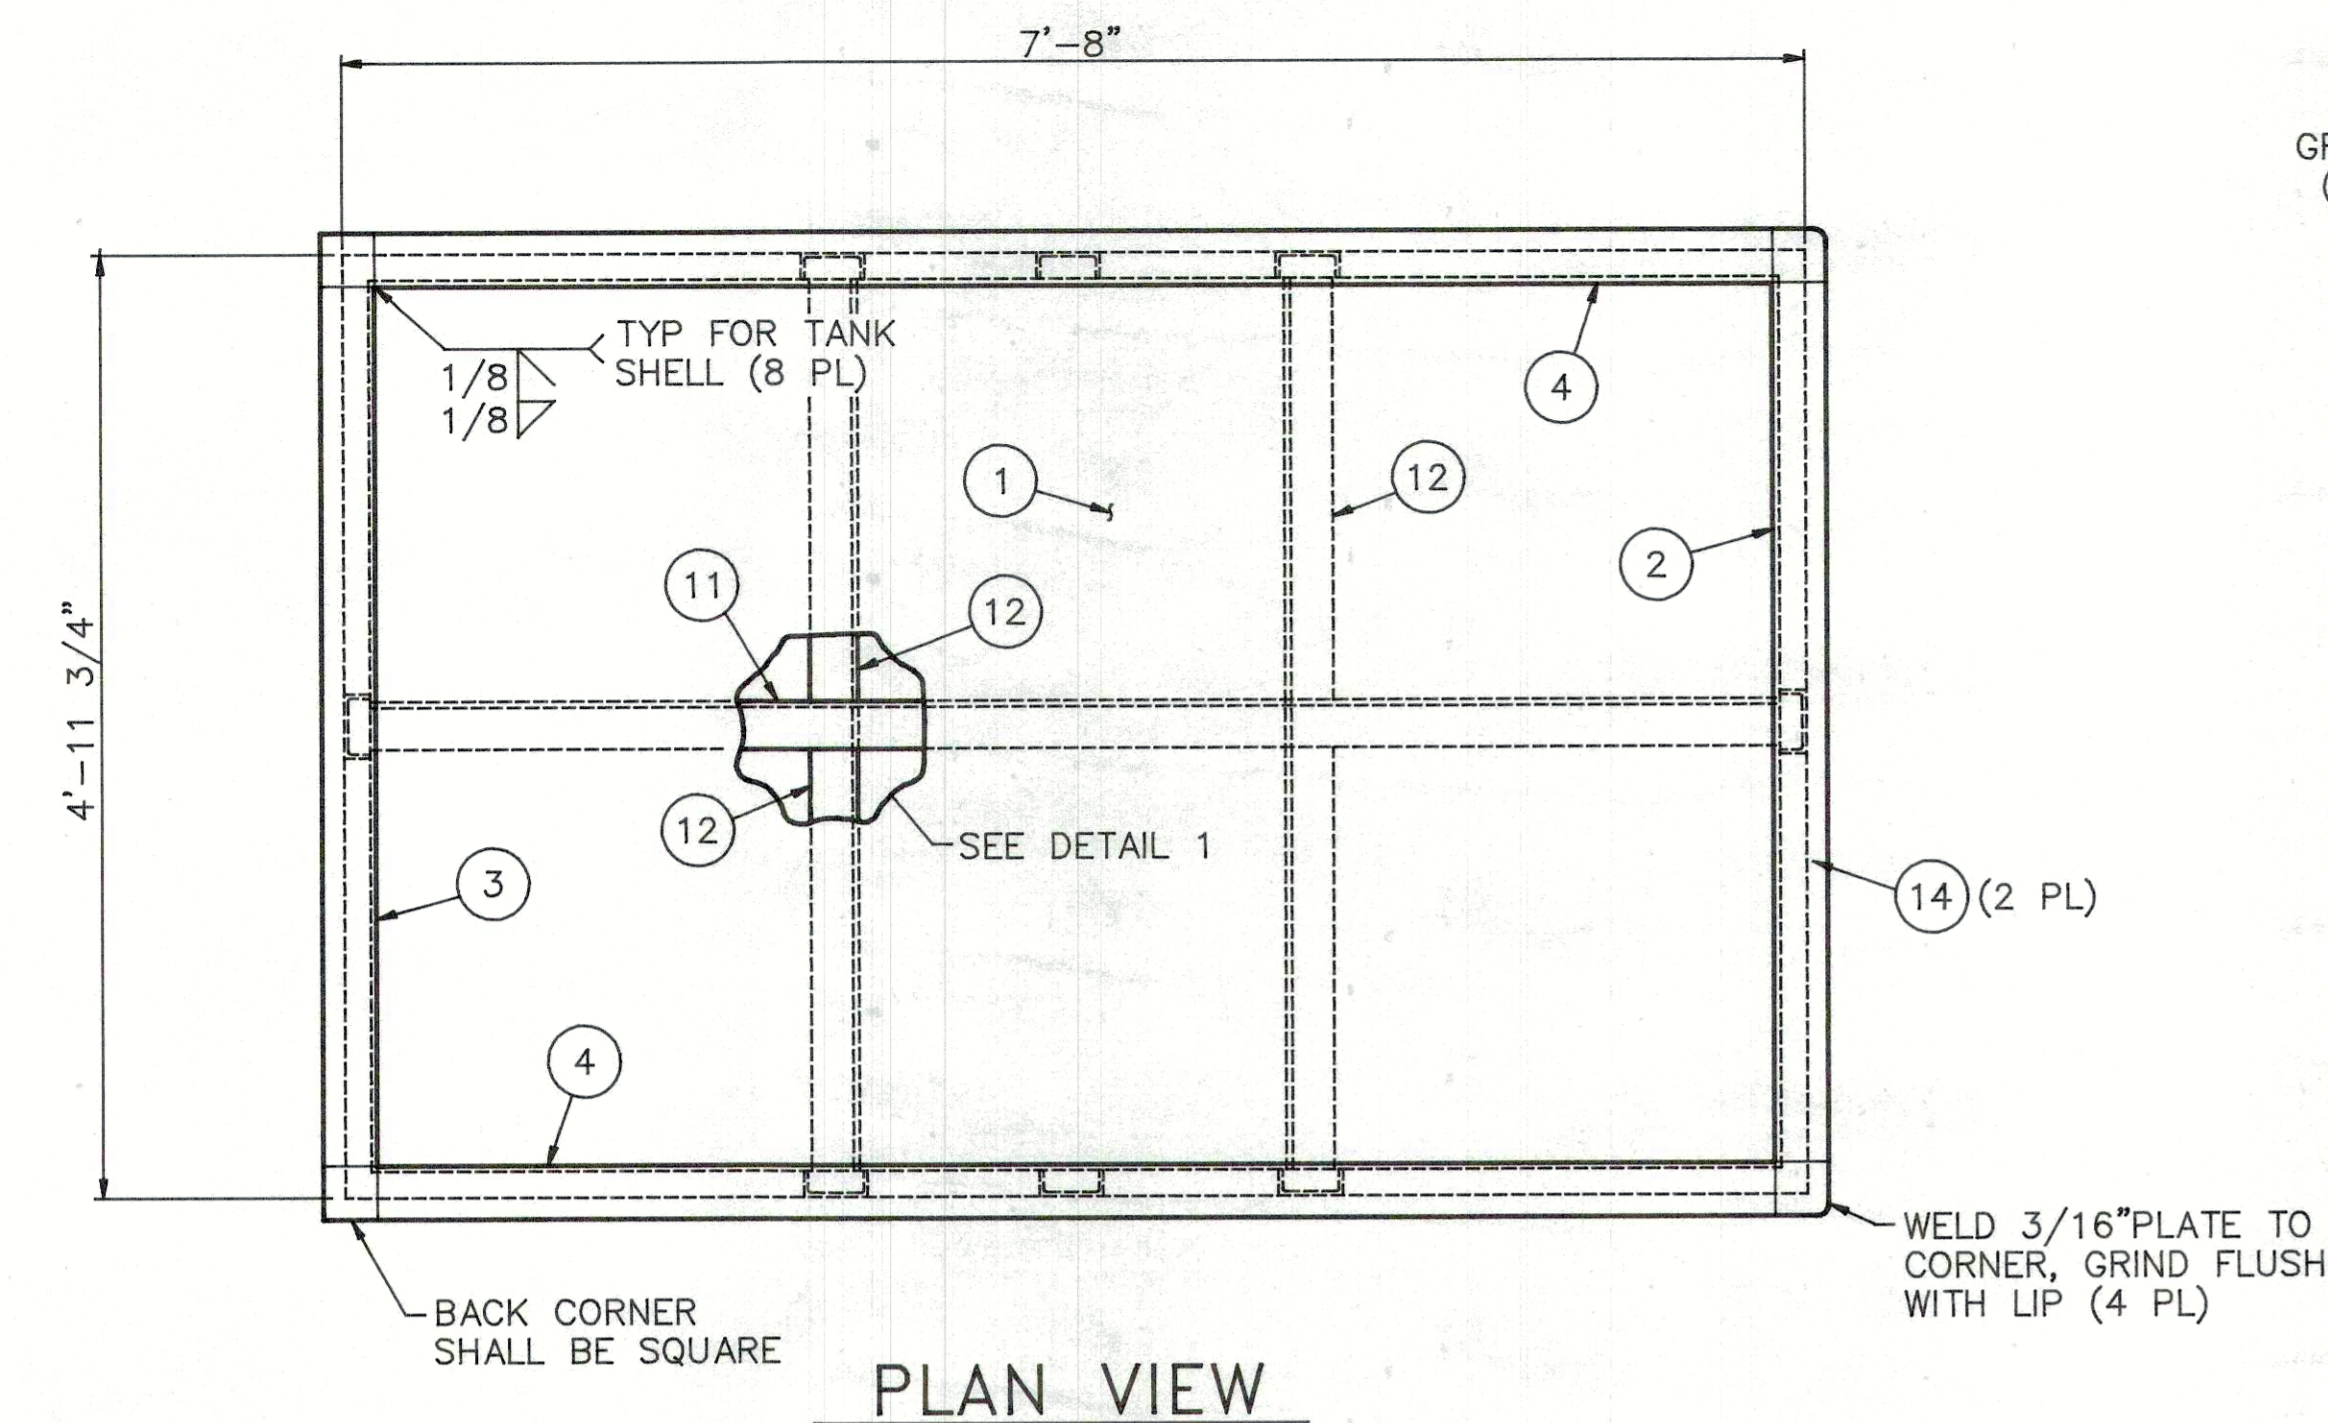 7'-8"
GR
(
TYP FOR TANK
SHELL (8 PL)
1/8
1/8
4
1
12
2
11
12
4'-11 3/4"
12
SEE DETAIL 1
3
14 (2 PL)
4
WELD 3/16"PLATE TO
CORNER, GRIND FLUSH
WITH LIP (4 PL)
BACK CORNER
SHALL BE SQUARE
PLAN VIEW